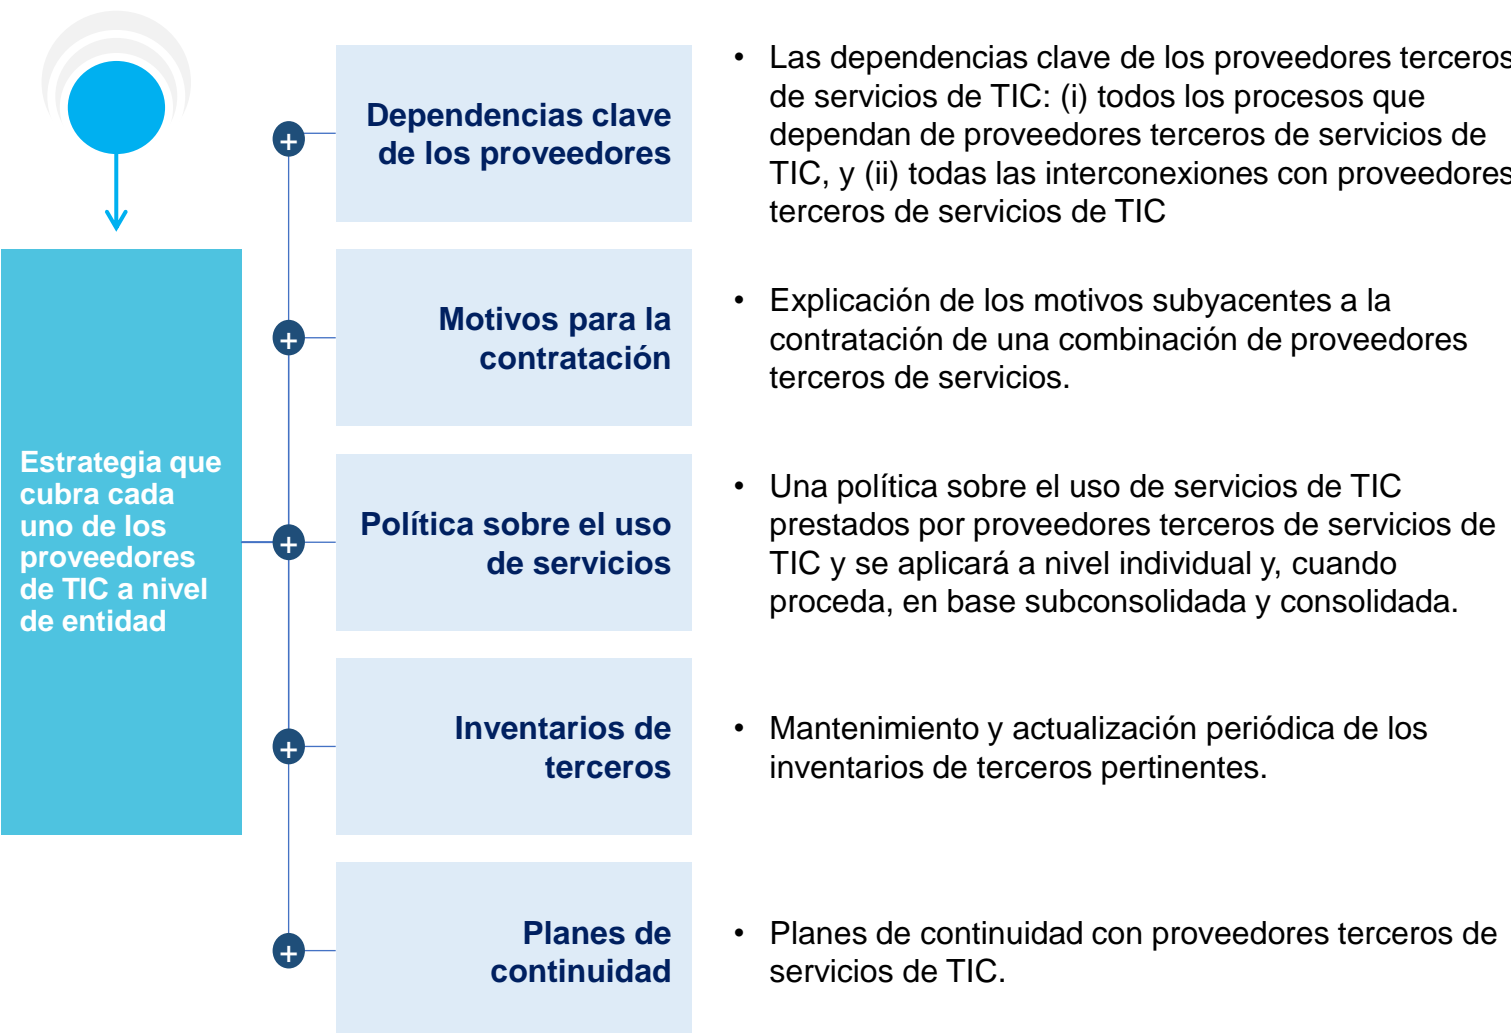 Estrategia que
cubra cada
uno de los
proveedores
de TIC a nivel
de entidad
Dependencias clave
de los proveedores
• Las dependencias clave de los proveedores terceros
de servicios de TIC: (i) todos los procesos que
dependan de proveedores terceros de servicios de
TIC, y (ii) todas las interconexiones con proveedores
terceros de servicios de TIC
Motivos para la
contratación
• Explicación de los motivos subyacentes a la
contratación de una combinación de proveedores
terceros de servicios.
Política sobre el uso
de servicios
• Una política sobre el uso de servicios de TIC
prestados por proveedores terceros de servicios de
TIC y se aplicará a nivel individual y, cuando
proceda, en base subconsolidada y consolidada.
Inventarios de
terceros
• Mantenimiento y actualización periódica de los
inventarios de terceros pertinentes.
Planes de
continuidad
• Planes de continuidad con proveedores terceros de
servicios de TIC.